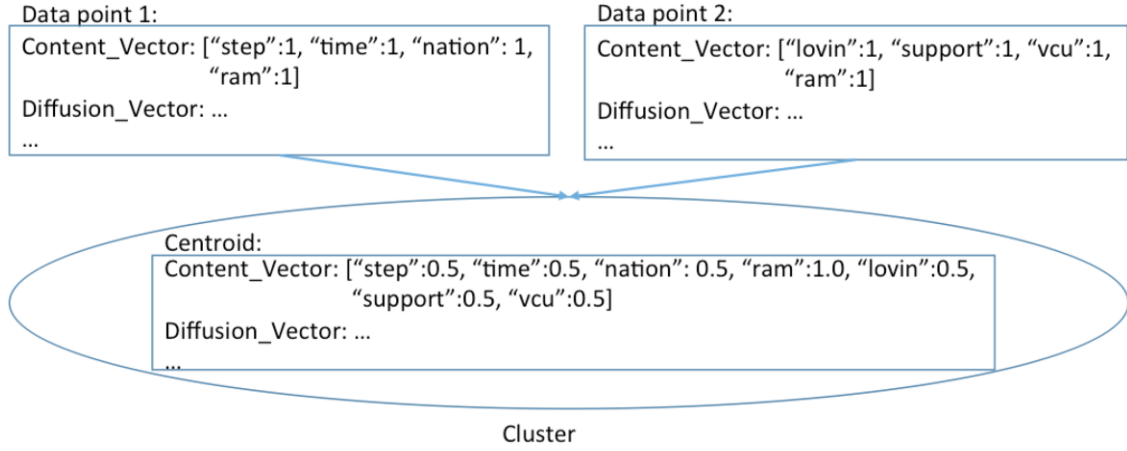 Data point 1:
Content_Vector: [“step”:1, “time”:1, “nation”: 1,
“ram”:1]
Diffusion_Vector: ...
...
Data point 2:
Content_Vector: [“lovin”:1, “support”:1, “vcu”:1,
“ram”:1]
Diffusion_Vector: ...
...
Centroid:
Content_Vector: [“step”:0.5, “time”:0.5, “nation”: 0.5, “ram”:1.0, “lovin”:0.5,
“support”:0.5, “vcu”:0.5]
Diffusion_Vector: ...
...
Cluster